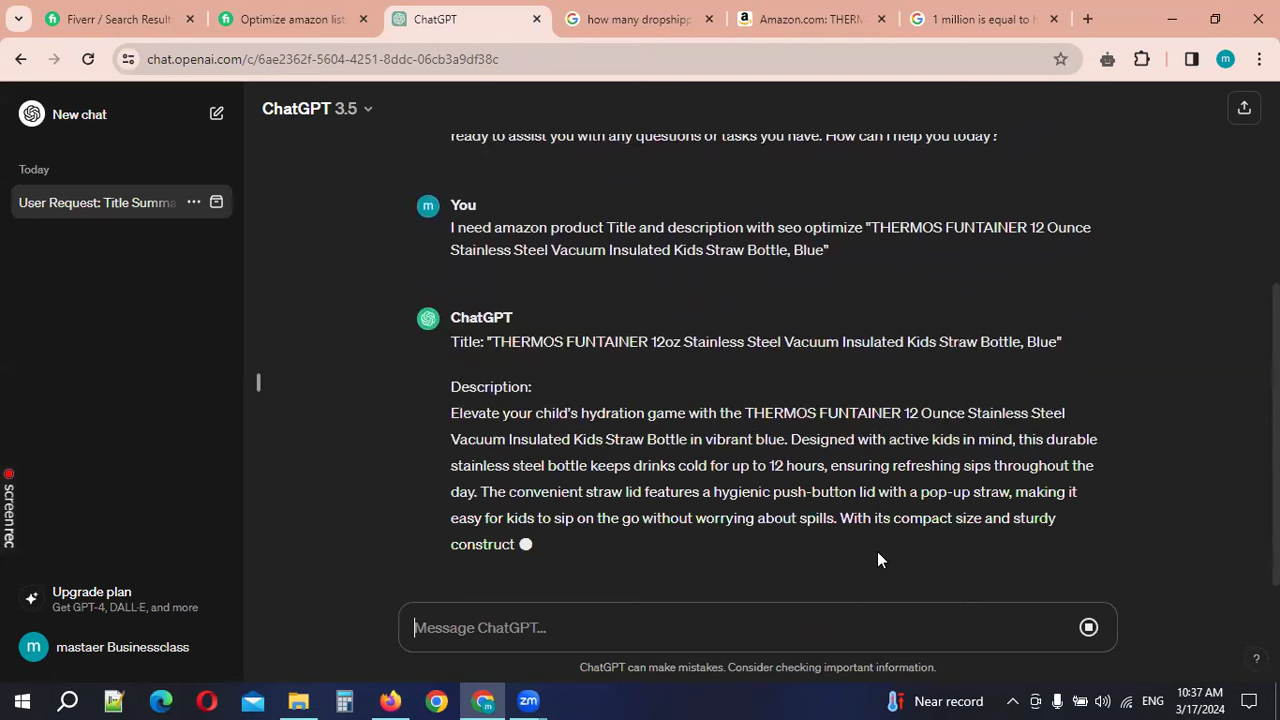 Fiverr / Search Result
Optimize amazon list
ChatGPT
how many dropshipp
Amazon.com: THERM
1 million is equal to h
chat.openai.com/c/6ae2362f-5604-4251-8ddc-06cb3a9df38c
m
New chat
ChatGPT 3.5
ready to assist you with any questions or tasks you have. How can I help you today?
Today
User Request: Title Summa
You
I need amazon product Title and description with seo optimize "THERMOS FUNTAINER 12 Ounce
Stainless Steel Vacuum Insulated Kids Straw Bottle, Blue"
ChatGPT
Title: "THERMOS FUNTAINER 12oz Stainless Steel Vacuum Insulated Kids Straw Bottle, Blue"
Description:
Elevate your child's hydration game with the THERMOS FUNTAINER 12 Ounce Stainless Steel
Vacuum Insulated Kids Straw Bottle in vibrant blue. Designed with active kids in mind, this durable
stainless steel bottle keeps drinks cold for up to 12 hours, ensuring refreshing sips throughout the
day. The convenient straw lid features a hygienic push-button lid with a pop-up straw, making it
easy for kids to sip on the go without worrying about spills. With its compact size and sturdy
construct
screen rec
Upgrade plan
Get GPT-4, DALL·E, and more
m
mastaer Businessclass
Message ChatGPT...
ChatGPT can make mistakes. Consider checking important information.
?
zm
Near record
ENG
10:37 AM
3/17/2024